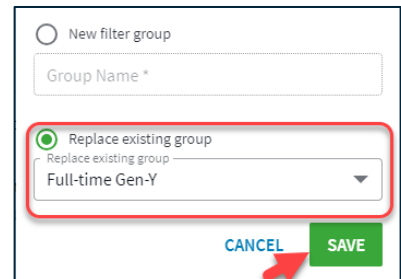 New filter group
Group Name *
Replace existing group
Replace existing group
Full-time Gen-Y
CANCEL SAVE